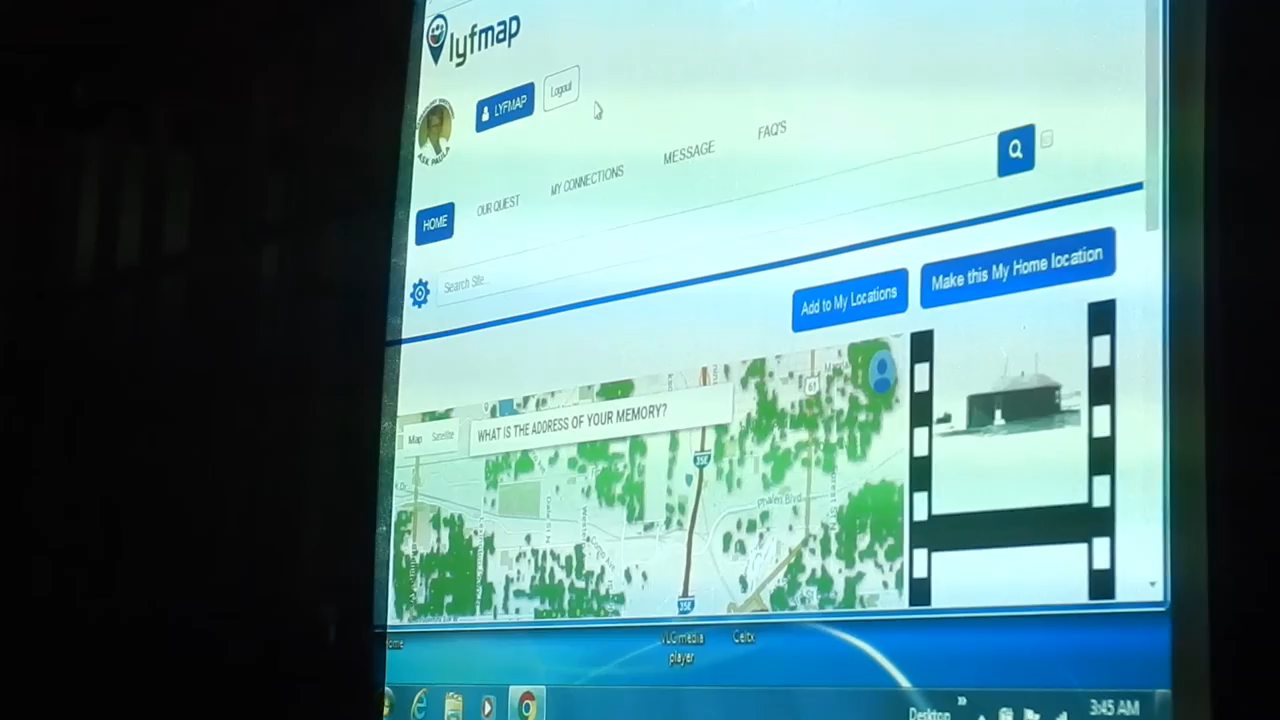 lyfmap
LYFMAP
Logout
ASK PAULA
HOME
OUR QUEST
MY CONNECTIONS
MESSAGE
FAQ'S
Search Site...
Add to My Locations
Make this My Home location
Map
Satellite
WHAT IS THE ADDRESS OF YOUR MEMORY?
61
35E
Phalen Blvd
35E
VLC media
player
Celtx
Desktop
3:45 AM